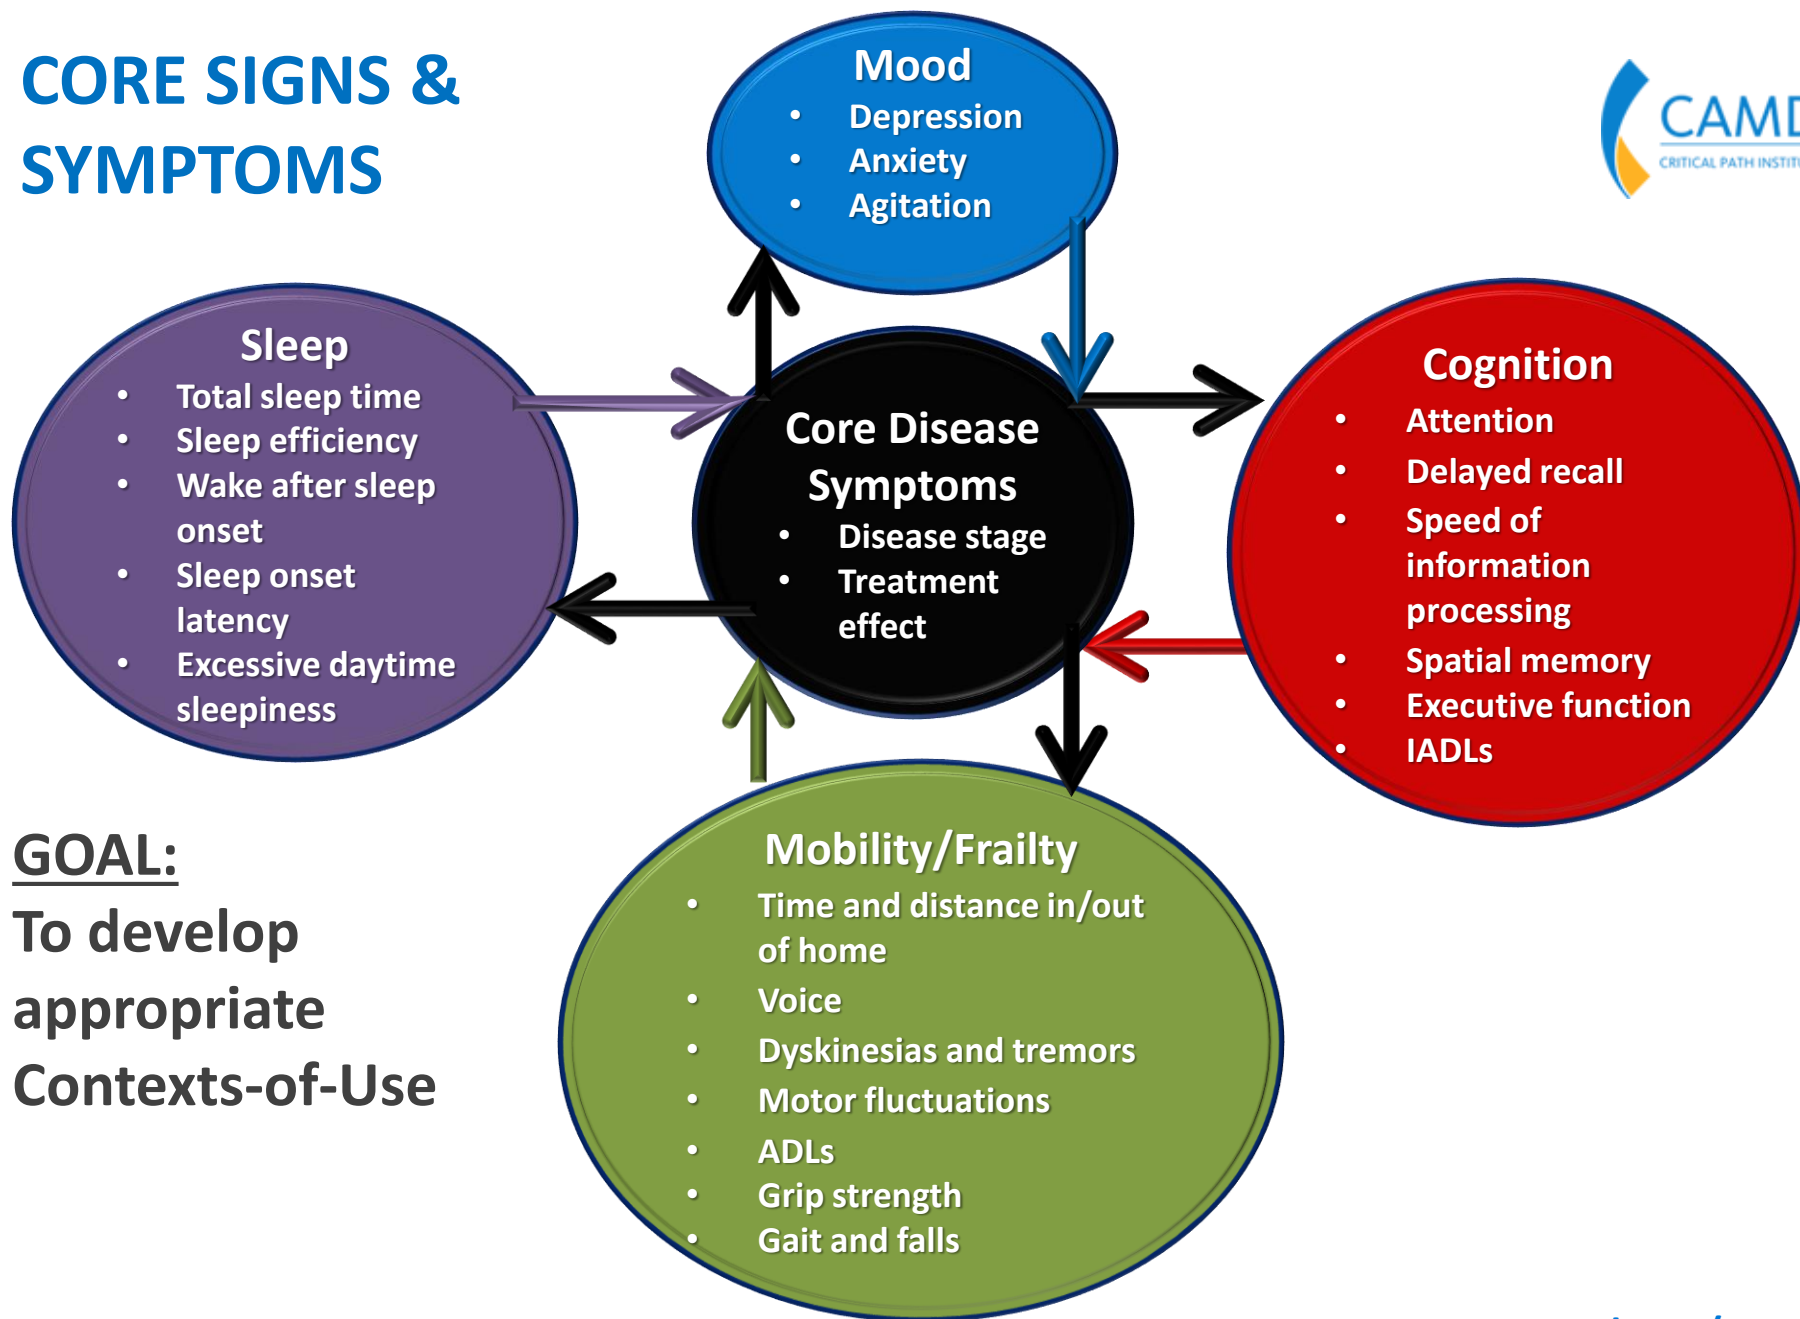 CORE SIGNS &
SYMPTOMS
Mood
• Depression
• Anxiety
• Agitation
CRITICAL PATH
Sleep
• Total sleep time
• Sleep efficiency
• Wake after sleep
onset
• Sleep onset
latency
• Excessive daytime
sleepiness
Core Disease
Symptoms
• Disease stage
• Treatment
effect
Cognition
• Attention
• Delayed recall
• Speed of
information
processing
• Spatial memory
• Executive function
• IADLs
Mobility/Frailty
• Time and distance in/out
of home
• Voice
• Dyskinesias and tremors
• Motor fluctuations
• ADLs
• Grip strength
• Gait and falls
GOAL:
To develop
appropriate
Contexts-of-Use